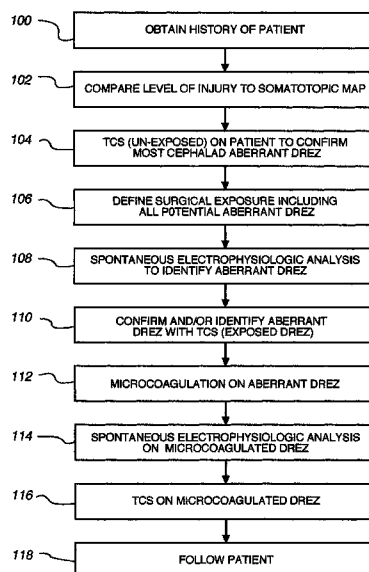 100
OBTAIN HISTORY OF PATIENT
102
COMPARE LEVEL OF INJURY TO SOMATOTOPIC MAP
104
TCS (UN-EXPOSED) ON PATIENT TO CONFIRM
MOST CEPHALAD ABERRANT DREZ
106
DEFINE SURGICAL EXPOSURE INCLUDING
ALL POTENTIAL ABERRANT DREZ
108
SPONTANEOUS ELECTROPHYSIOLOGIC ANALYSIS
TO IDENTIFY ABERRANT DREZ
110
CONFIRM AND/OR IDENTIFY ABERRANT
DREZ WITH TCS (EXPOSED DREZ)
112
MICROCOAGULATION ON ABERRANT DREZ
114
SPONTANEOUS ELECTROPHYSIOLOGIC ANALYSIS
ON MICROCOAGULATED DREZ
116
TCS ON MICROCOAGULATED DREZ
118
FOLLOW PATIENT